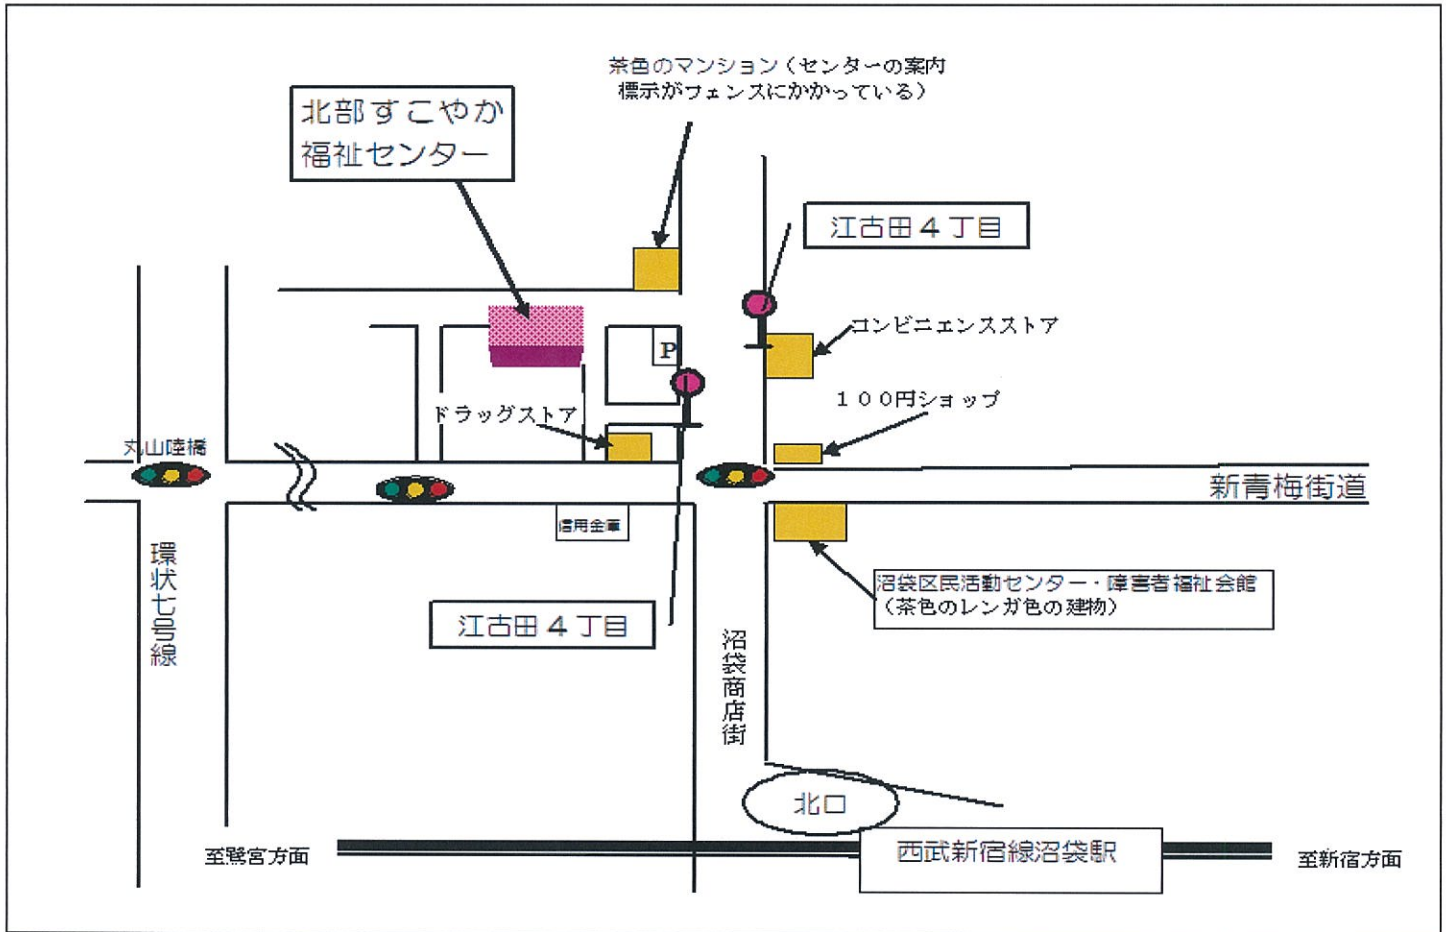 茶色のマンション（センターの案内
標示がフェンスにかかっている）
北部すこやか
福祉センター
江古田４丁目
コンビニエンスストア
P
１００円ショップ
ドラッグストア
丸山陸橋
新青梅街道
信用金庫
環状七号線
沼袋区民活動センター・障害者福祉会館
（茶色のレンガ色の建物）
江古田４丁目
沼袋商店街
北口
至鷺宮方面
西武新宿線沼袋駅
至新宿方面